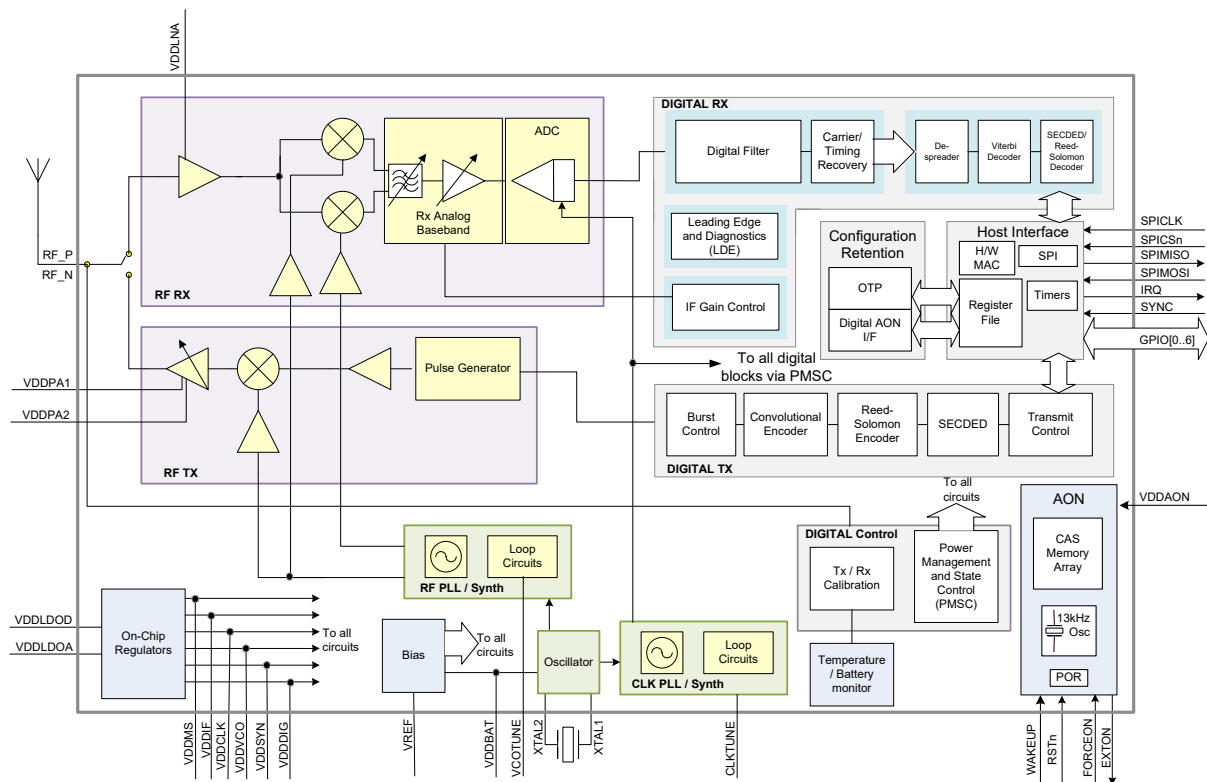 VDDLNA
DIGITAL RX
ADC
Digital Filter
Carrier/
Timing
Recovery
De-
spreader
Viterbi
Decoder
SECDED/
Reed-
Solomon
Decoder
Rx Analog
Baseband
Leading Edge
and Diagnostics
(LDE)
Configuration
Retention
Host Interface
H/W
MAC
SPI
SPICLK
SPICSn
SPIMISO
SPIMOSI
IRQ
SYNC
GPIO[0..6]
RF_P
RF_N
RF RX
IF Gain Control
OTP
Digital AON
I/F
Register
File
Timers
To all digital
blocks via PMSC
VDDPA1
VDDPA2
Pulse Generator
RF TX
Burst
Control
Convolutional
Encoder
Reed-
Solomon
Encoder
SECDED
Transmit
Control
DIGITAL TX
To all
circuits
AON
VDDAON
CAS
Memory
Array
13kHz
Osc
POR
DIGITAL Control
Tx / Rx
Calibration
Power
Management
and State
Control
(PMSC)
Loop
Circuits
RF PLL / Synth
VDDLDOD
VDDLDOA
On-Chip
Regulators
To all
circuits
Bias
To all
circuits
Oscillator
Loop
Circuits
CLK PLL / Synth
Temperature
/ Battery
monitor
VDDMS
VDDIF
VDDCLK
VDDVCO
VDDSYN
VDDDIG
VREF
VDDBAT
VCOTUNE
XTAL2
XTAL1
CLKTUNE
WAKEUP
RSTn
FORCEON
EXTON